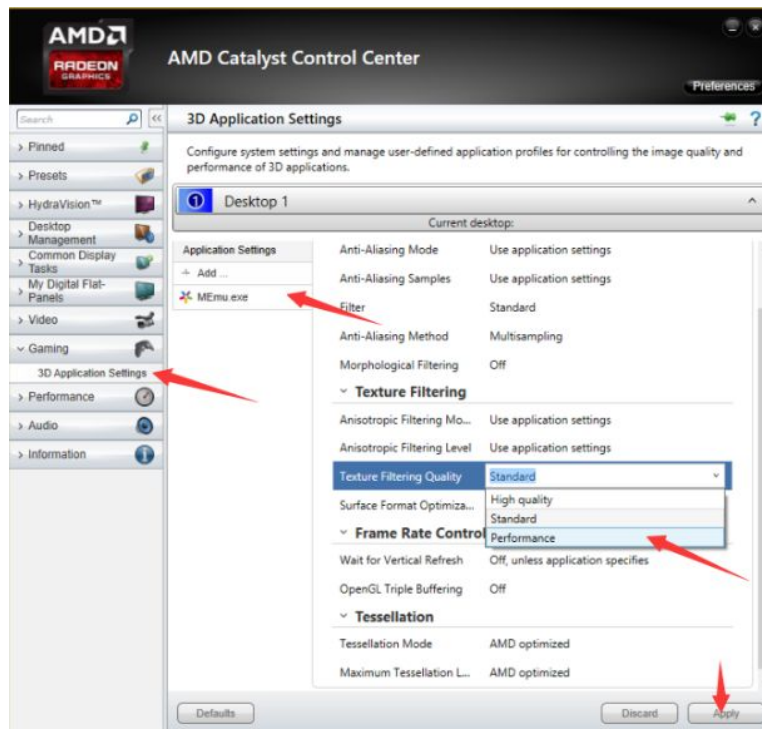 AMD
RADEON
GRAPHICS
AMD Catalyst Control Center
Preferences
Search
<<
Pinned
Presets
HydraVision™
Desktop
Management
Common Display
Tasks
My Digital Flat-
Panels
Video
Gaming
3D Application Settings
Performance
Audio
Information
3D Application Settings
?
Configure system settings and manage user-defined application profiles for controlling the image quality and
performance of 3D applications.
1 Desktop 1
Current desktop:
Application Settings
Add ...
MEmu.exe
Anti-Aliasing Mode Use application settings
Anti-Aliasing Samples Use application settings
Filter Standard
Anti-Aliasing Method Multisampling
Morphological Filtering Off
Texture Filtering
Anisotropic Filtering Mo... Use application settings
Anisotropic Filtering Level Use application settings
Texture Filtering Quality Standard
High quality
Surface Format Optimiza...
Standard
Frame Rate Contro
Performance
Wait for Vertical Refresh Off, unless application specifies
OpenGL Triple Buffering Off
Tessellation
Tessellation Mode AMD optimized
Maximum Tessellation L... AMD optimized
Defaults Discard Apply